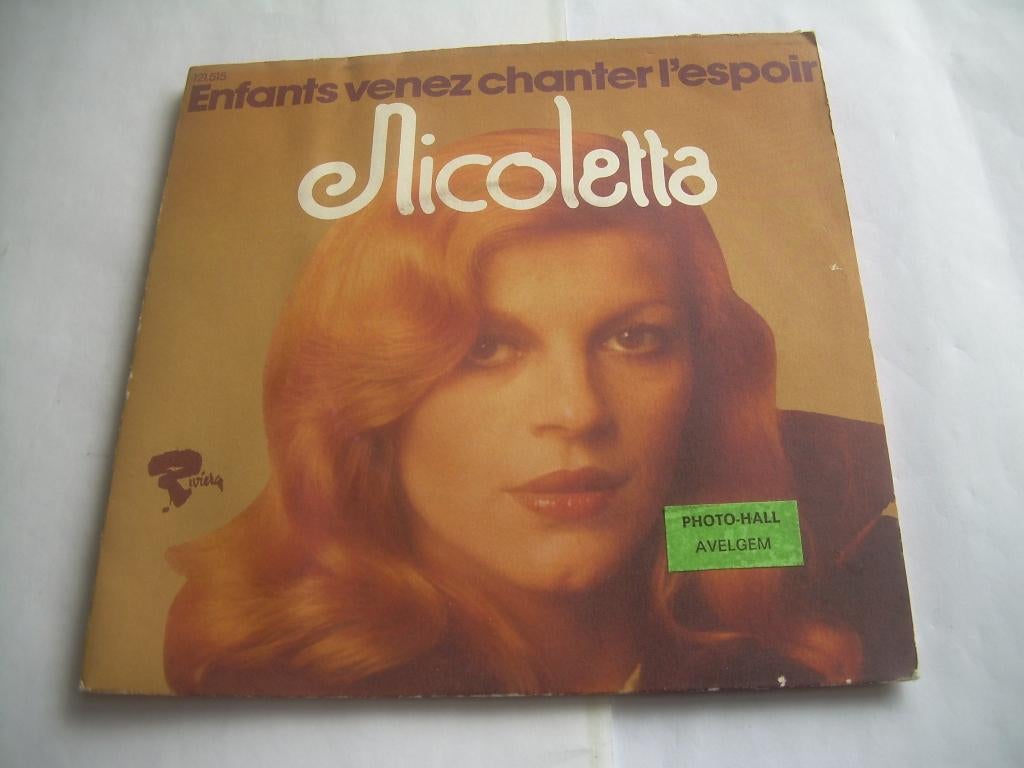 121.515
Enfants venez chanter l'espoir
Nicoletta
Riviera
PHOTO-HALL
AVELGEM